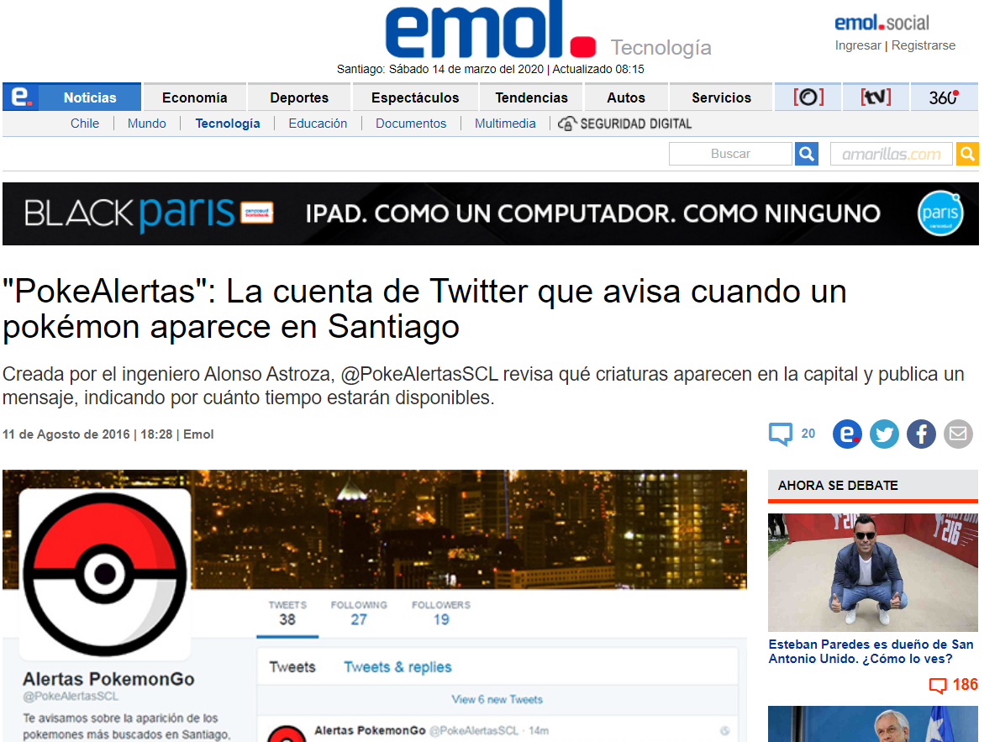 emol.
Tecnología
emol.social
Ingresar | Registrarse
Santiago: Sábado 14 de marzo del 2020 | Actualizado 08:15
e. Noticias Economía Deportes Espectáculos Tendencias Autos Servicios [O] [tv] 360
Chile Mundo Tecnología Educación Documentos Multimedia SEGURIDAD DIGITAL
Buscar amarillas.com
BLACK paris cencosud Scotiabank IPAD. COMO UN COMPUTADOR. COMO NINGUNO paris cencosud
"PokeAlertas": La cuenta de Twitter que avisa cuando un
pokémon aparece en Santiago
Creada por el ingeniero Alonso Astroza, @PokeAlertasSCL revisa qué criaturas aparecen en la capital y publica un
mensaje, indicando por cuánto tiempo estarán disponibles.
11 de Agosto de 2016 | 18:28 | Emol
20 e. f
TWEETS FOLLOWING FOLLOWERS
38 27 19
Tweets Tweets & replies
View 6 new Tweets
Alertas PokemonGo
@PokeAlertasSCL
Te avisamos sobre la aparición de los
pokemones más buscados en Santiago,
Alertas PokemonGo @PokeAlertasSCL · 14m
AHORA SE DEBATE
216
216
Esteban Paredes es dueño de San
Antonio Unido. ¿Cómo lo ves?
186